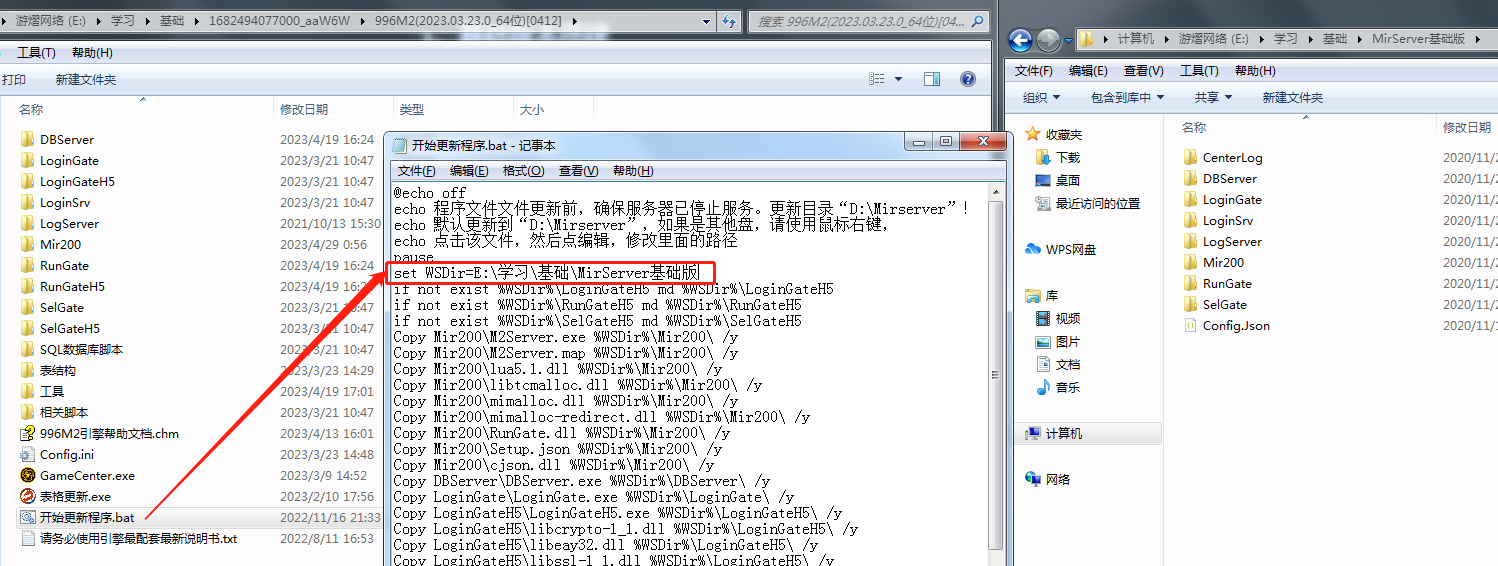 游熠网络 (E:) ▸ 学习 ▸ 基础 ▸ 1682494077000_aaW6W ▸ 996M2(2023.03.23.0_64位)[0412] ▸
搜索 996M2(2023.03.23.0_64位)[04...
工具(T) 帮助(H)
打印 新建文件夹
名称 修改日期 类型 大小
DBServer 2023/4/19 16:24
LoginGate 2023/3/21 10:47
LoginGateH5 2023/3/21 10:47
LoginSrv 2023/3/21 10:47
LogServer 2021/10/13 15:30
Mir200 2023/4/29 0:56
RunGate 2023/4/19 16:24
RunGateH5 2023/4/19 16:2
SelGate 2023/3/21 10:47
SelGateH5 2023/3/21 10:47
SQL数据库脚本 2023/3/21 10:47
表结构 2023/3/23 14:29
工具 2023/4/19 17:01
相关脚本 2023/3/21 10:47
996M2引擎帮助文档.chm 2023/4/13 16:01
Config.ini 2023/3/23 14:48
GameCenter.exe 2023/3/9 14:52
表格更新.exe 2023/2/10 17:56
开始更新程序.bat 2022/11/16 21:33
请务必使用引擎最配套最新说明书.txt 2022/8/11 16:53
开始更新程序.bat - 记事本
文件(F) 编辑(E) 格式(O) 查看(V) 帮助(H)
@echo off
echo 程序文件文件更新前，确保服务器已停止服务。更新目录“D:\Mirserver”！
echo 默认更新到“D:\Mirserver”，如果是其他盘，请使用鼠标右键，
echo 点击该文件，然后点编辑，修改里面的路径
pause
set WSDir=E:\学习\基础\MirServer基础版
if not exist %WSDir%\LoginGateH5 md %WSDir%\LoginGateH5
if not exist %WSDir%\RunGateH5 md %WSDir%\RunGateH5
if not exist %WSDir%\SelGateH5 md %WSDir%\SelGateH5
Copy Mir200\M2Server.exe %WSDir%\Mir200\ /y
Copy Mir200\M2Server.map %WSDir%\Mir200\ /y
Copy Mir200\lua5.1.dll %WSDir%\Mir200\ /y
Copy Mir200\libtcmalloc.dll %WSDir%\Mir200\ /y
Copy Mir200\mimalloc.dll %WSDir%\Mir200\ /y
Copy Mir200\mimalloc-redirect.dll %WSDir%\Mir200\ /y
Copy Mir200\RunGate.dll %WSDir%\Mir200\ /y
Copy Mir200\Setup.json %WSDir%\Mir200\ /y
Copy Mir200\cjson.dll %WSDir%\Mir200\ /y
Copy DBServer\DBServer.exe %WSDir%\DBServer\ /y
Copy LoginGate\LoginGate.exe %WSDir%\LoginGate\ /y
Copy LoginGateH5\LoginGateH5.exe %WSDir%\LoginGateH5\ /y
Copy LoginGateH5\libcrypto-1_1.dll %WSDir%\LoginGateH5\ /y
Copy LoginGateH5\libeay32.dll %WSDir%\LoginGateH5\ /y
Copy LoginGateH5\libssl-1_1.dll %WSDir%\LoginGateH5\ /y
计算机 ▸ 游熠网络 (E:) ▸ 学习 ▸ 基础 ▸ MirServer基础版 ▸
文件(F) 编辑(E) 查看(V) 工具(T) 帮助(H)
组织 包含到库中 共享 新建文件夹
收藏夹
下载
桌面
最近访问的位置
WPS网盘
库
视频
图片
文档
音乐
计算机
网络
名称 修改日期
CenterLog 2020/11/2
DBServer 2020/11/2
LoginGate 2020/11/2
LoginSrv 2020/11/2
LogServer 2020/11/2
Mir200 2020/11/2
RunGate 2020/11/2
SelGate 2020/11/2
Config.Json 2020/11/1